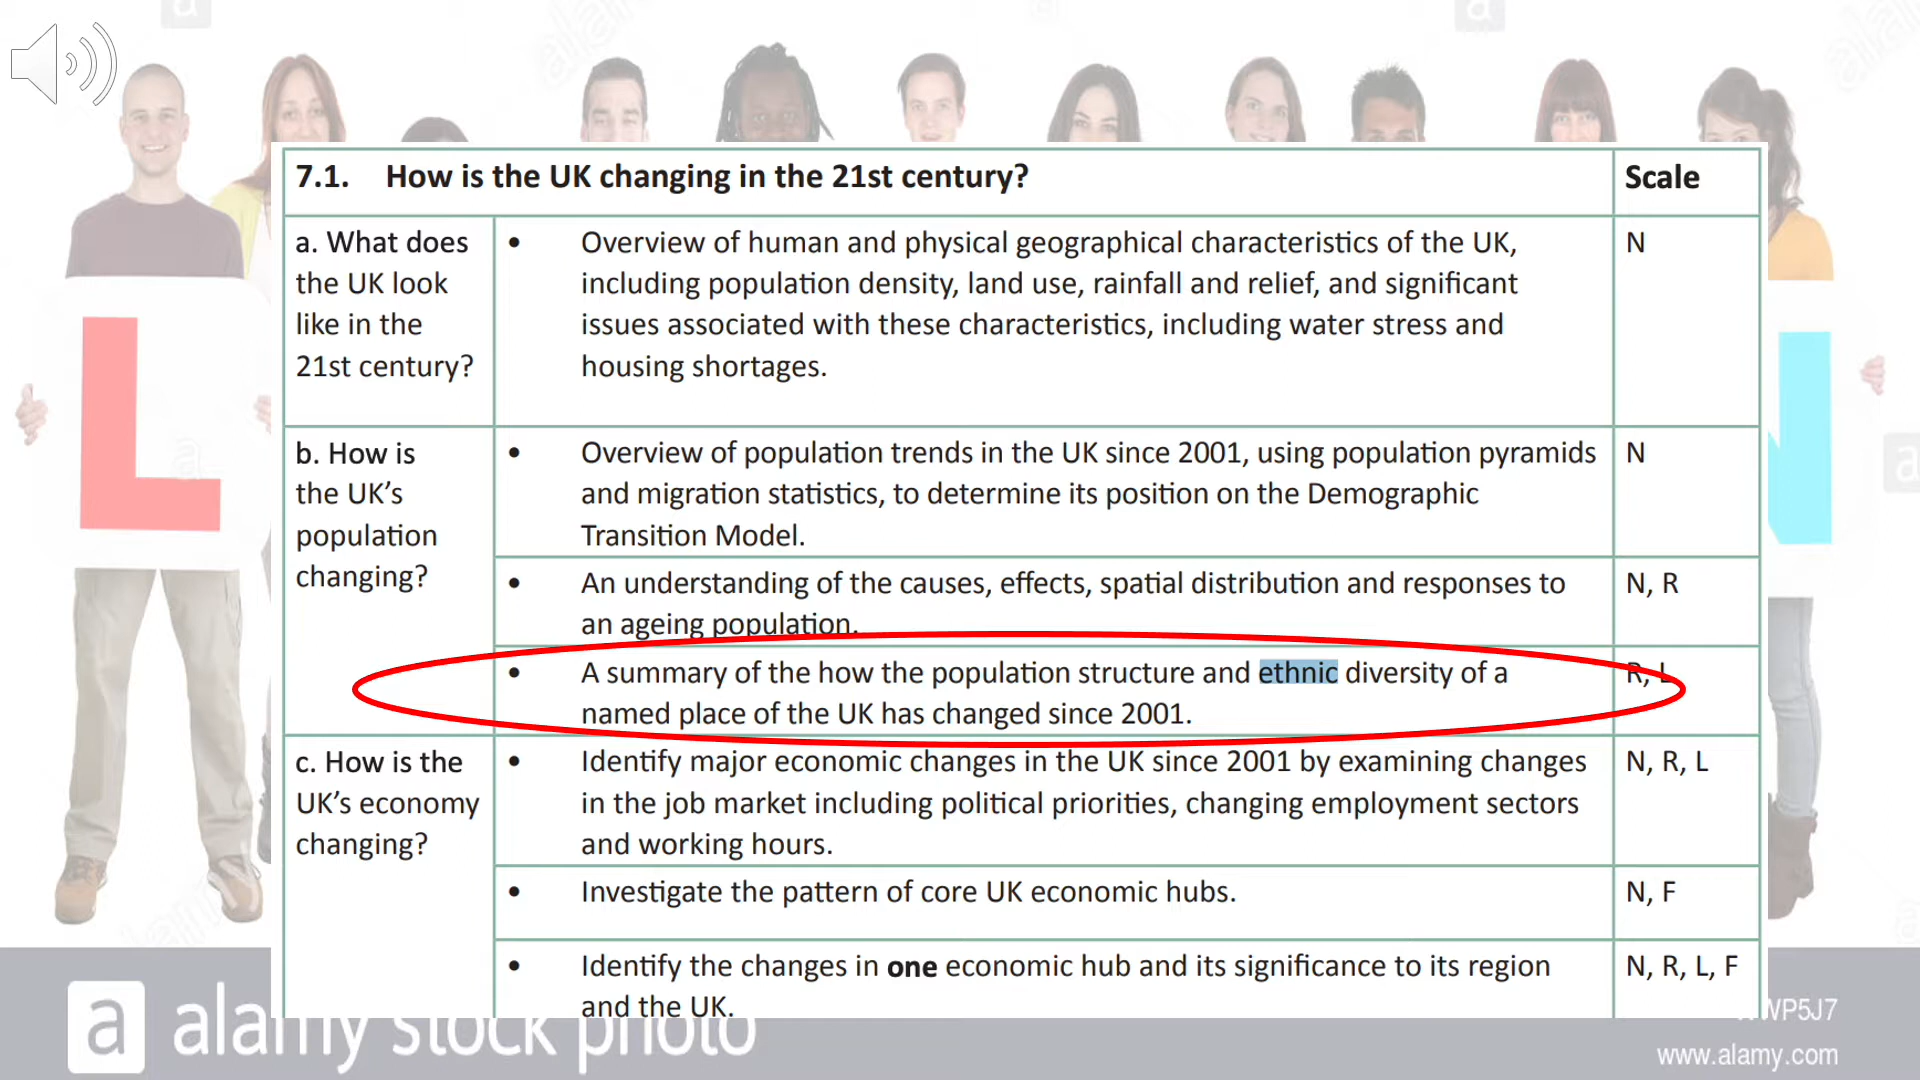 7.1. How is the UK changing in the 21st century?
Scale
a. What does
the UK look
like in the
21st century?
• Overview of human and physical geographical characteristics of the UK,
including population density, land use, rainfall and relief, and significant
issues associated with these characteristics, including water stress and
housing shortages.
N
b. How is
the UK’s
population
changing?
• Overview of population trends in the UK since 2001, using population pyramids
and migration statistics, to determine its position on the Demographic
Transition Model.
N
• An understanding of the causes, effects, spatial distribution and responses to
an ageing population.
N, R
• A summary of the how the population structure and ethnic diversity of a
named place of the UK has changed since 2001.
R, L
c. How is the
UK’s economy
changing?
• Identify major economic changes in the UK since 2001 by examining changes
in the job market including political priorities, changing employment sectors
and working hours.
N, R, L
• Investigate the pattern of core UK economic hubs.
N, F
• Identify the changes in one economic hub and its significance to its region
and the UK.
N, R, L, F
L
N
a alamy stock photo
WP5J7
www.alamy.com